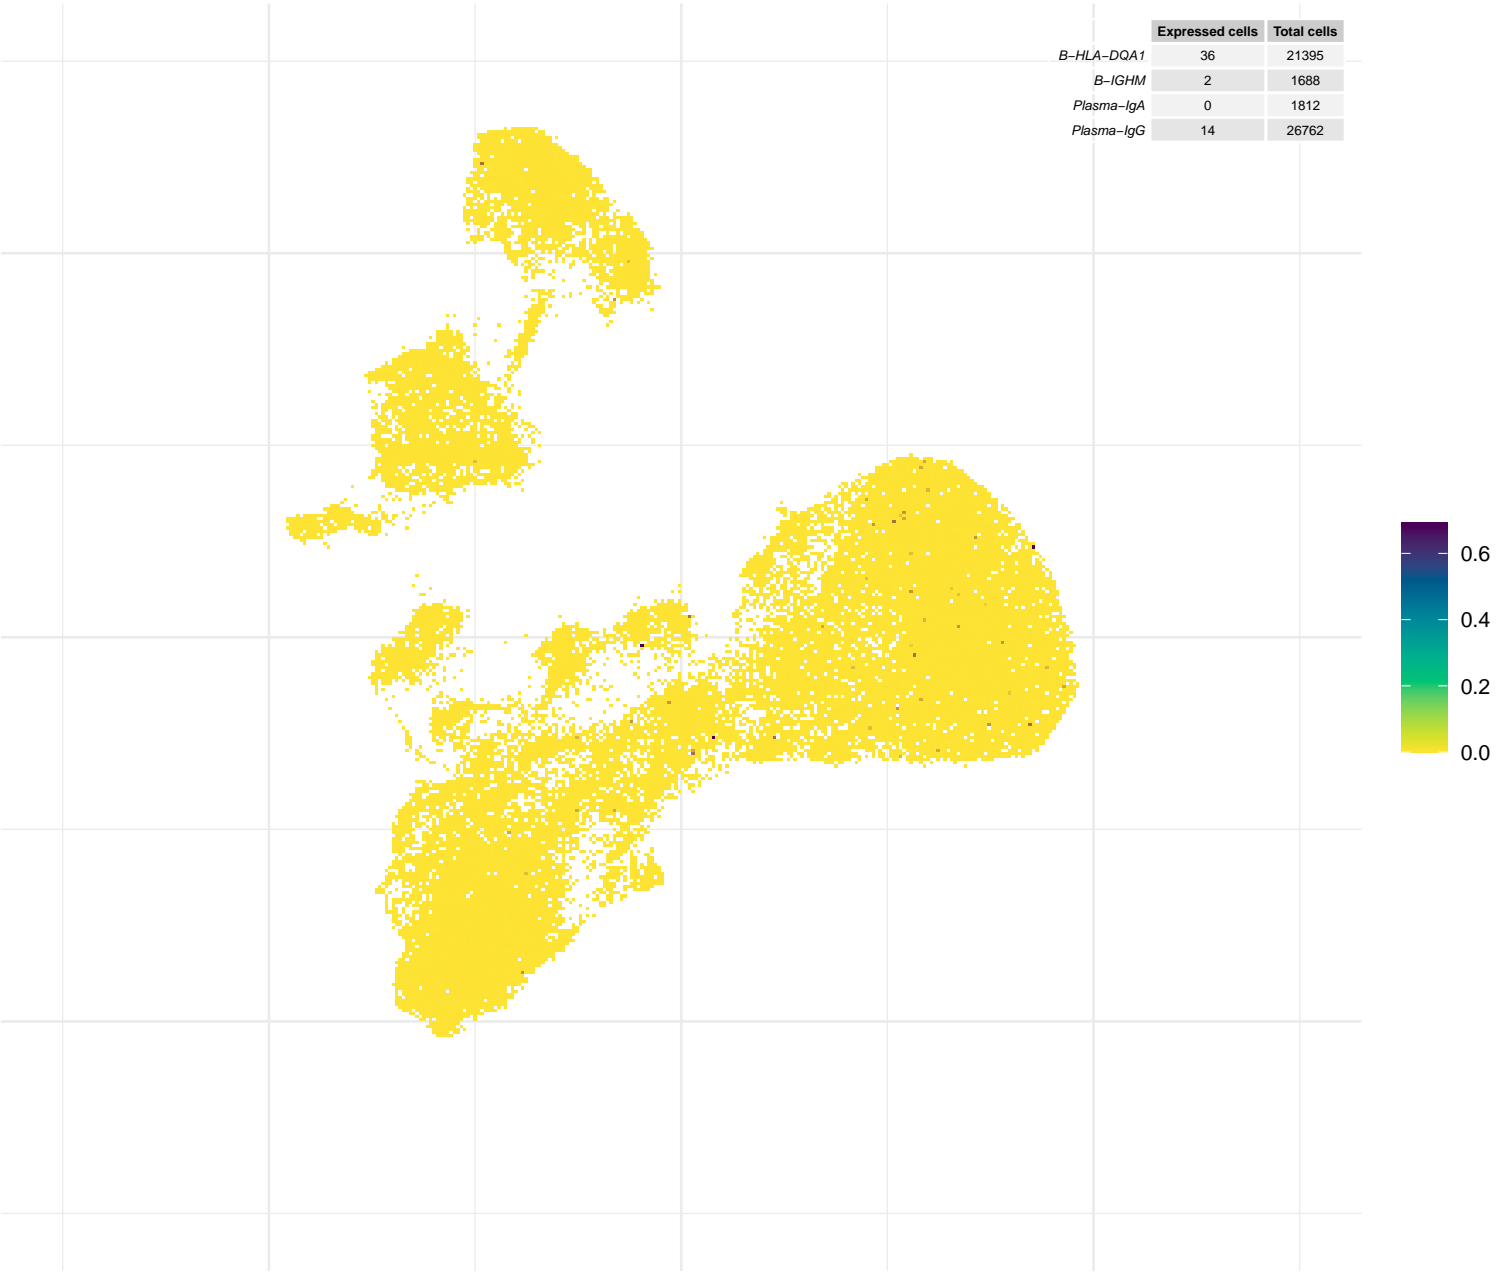 Expressed cells Total cells
B−HLA−DQA1 36 21395
B−IGHM 2 1688
Plasma−IgA 0 1812
Plasma−IgG 14 26762
0.6
0.4
0.2
0.0